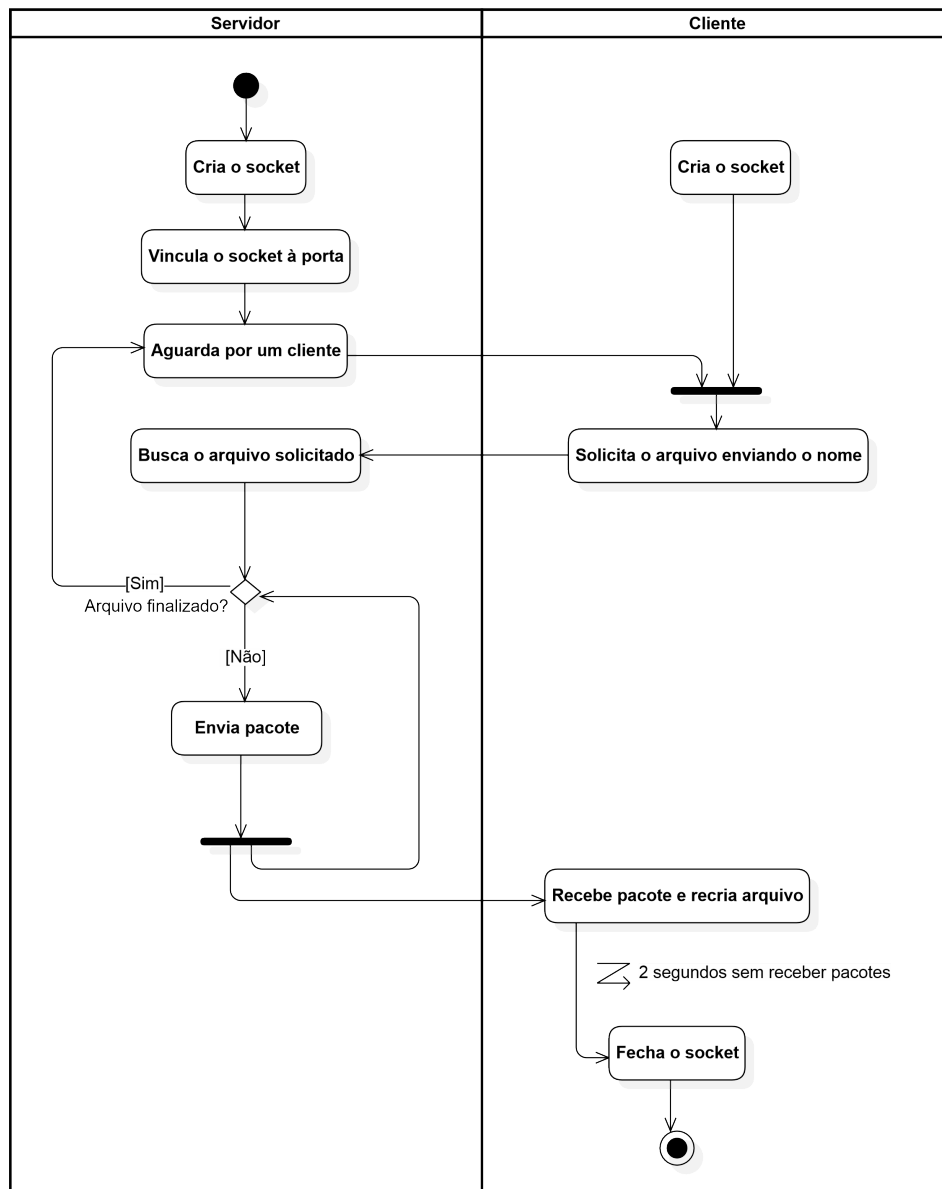 Servidor
Cliente
Cria o socket
Cria o socket
Vincula o socket à porta
Aguarda por um cliente
Busca o arquivo solicitado
Solicita o arquivo enviando o nome
[Sim]
Arquivo finalizado?
[Não]
Envia pacote
Recebe pacote e recria arquivo
2 segundos sem receber pacotes
Fecha o socket